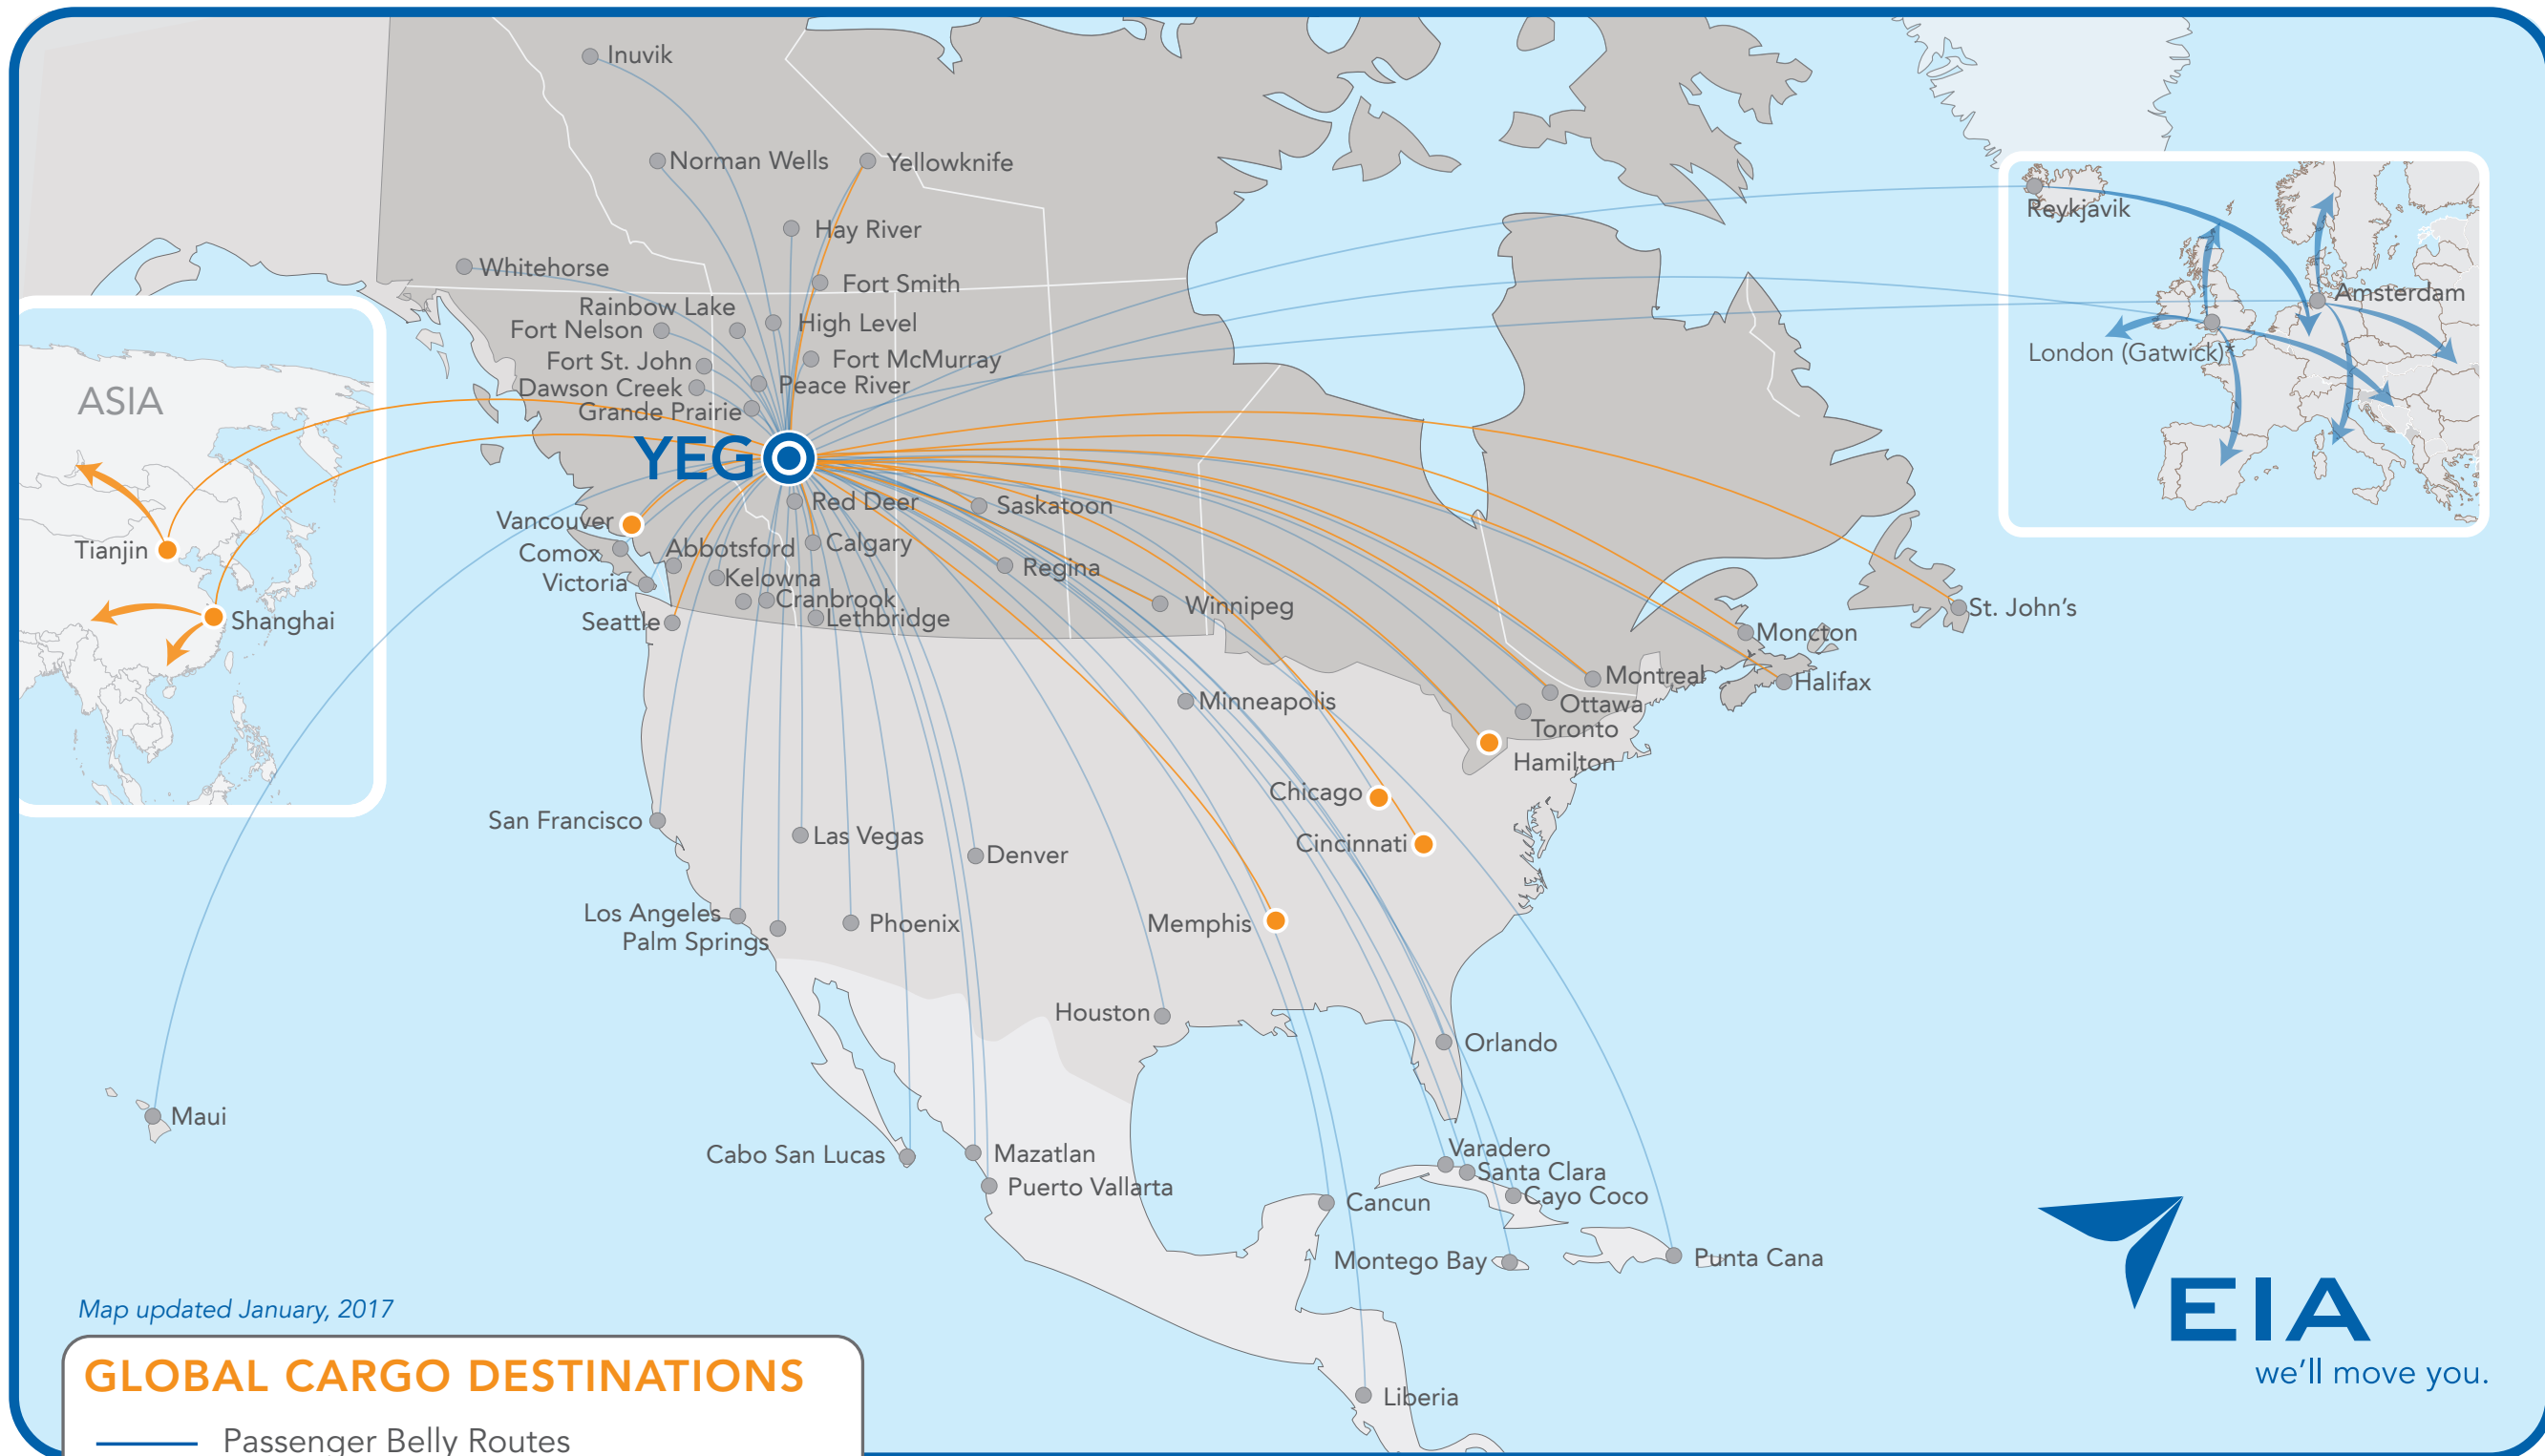 Inuvik
Norman Wells
Yellowknife
Hay River
Whitehorse
Fort Smith
Rainbow Lake
High Level
Fort Nelson
Fort St. John
Fort McMurray
Dawson Creek
Peace River
Grande Prairie
YEG
Reykjavik
Amsterdam
London (Gatwick)*
ASIA
Tianjin
Shanghai
Red Deer
Saskatoon
Vancouver
Comox
Abbotsford
Calgary
Victoria
Kelowna
Regina
Cranbrook
Seattle
Lethbridge
Winnipeg
St. John's
Moncton
Montreal
Halifax
Minneapolis
Ottawa
Toronto
Hamilton
Chicago
Cincinnati
San Francisco
Las Vegas
Denver
Los Angeles
Palm Springs
Phoenix
Memphis
Houston
Orlando
Maui
Cabo San Lucas
Mazatlan
Puerto Vallarta
Varadero
Santa Clara
Cayo Coco
Cancun
Montego Bay
Punta Cana
Liberia
Map updated January, 2017
GLOBAL CARGO DESTINATIONS
Passenger Belly Routes
EIA
we'll move you.